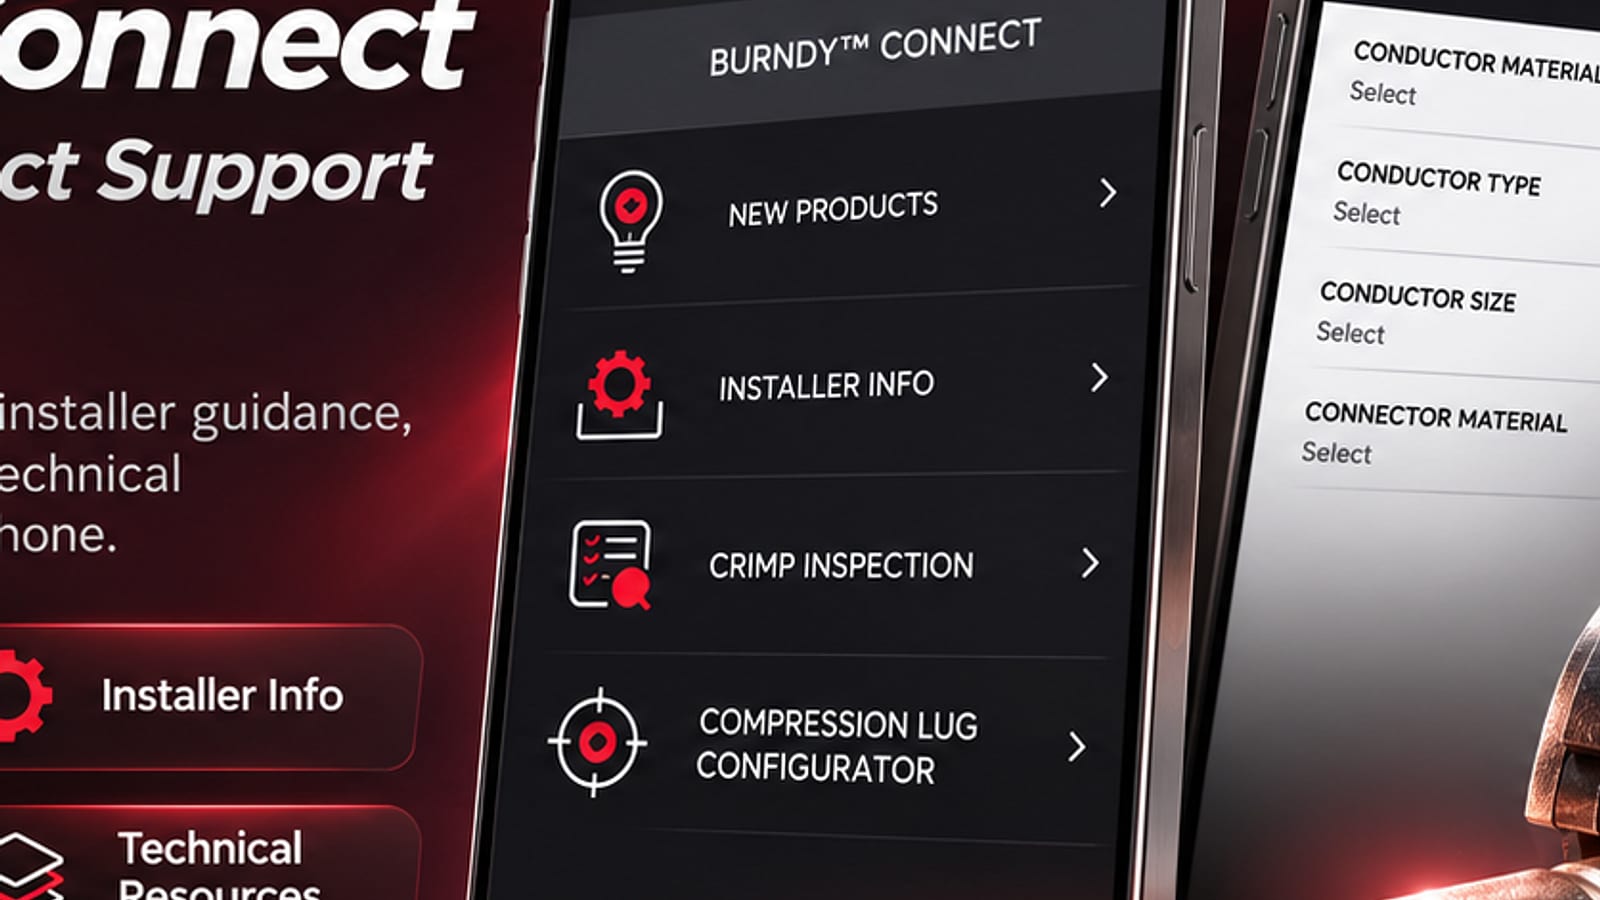 onnect
ct Support
installer guidance,
echnical
hone.
Installer Info
Technical
Resources
BURNDY™ CONNECT
NEW PRODUCTS
INSTALLER INFO
CRIMP INSPECTION
COMPRESSION LUG
CONFIGURATOR
CONDUCTOR MATERIAL
Select
CONDUCTOR TYPE
Select
CONDUCTOR SIZE
Select
CONNECTOR MATERIAL
Select